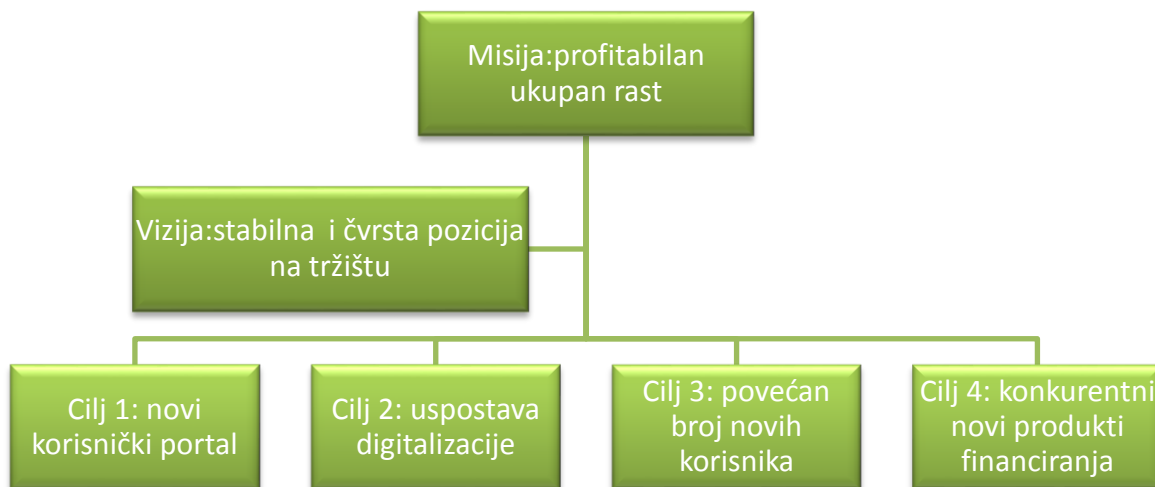 Misija:profitabilan
ukupan rast
Vizija:stabilna  i čvrsta pozicija
na tržištu
Cilj 1: novi
korisnički portal
Cilj 2: uspostava
digitalizacije
Cilj 3: povećan
broj novih
korisnika
Cilj 4: konkurentni
novi produkti
financiranja